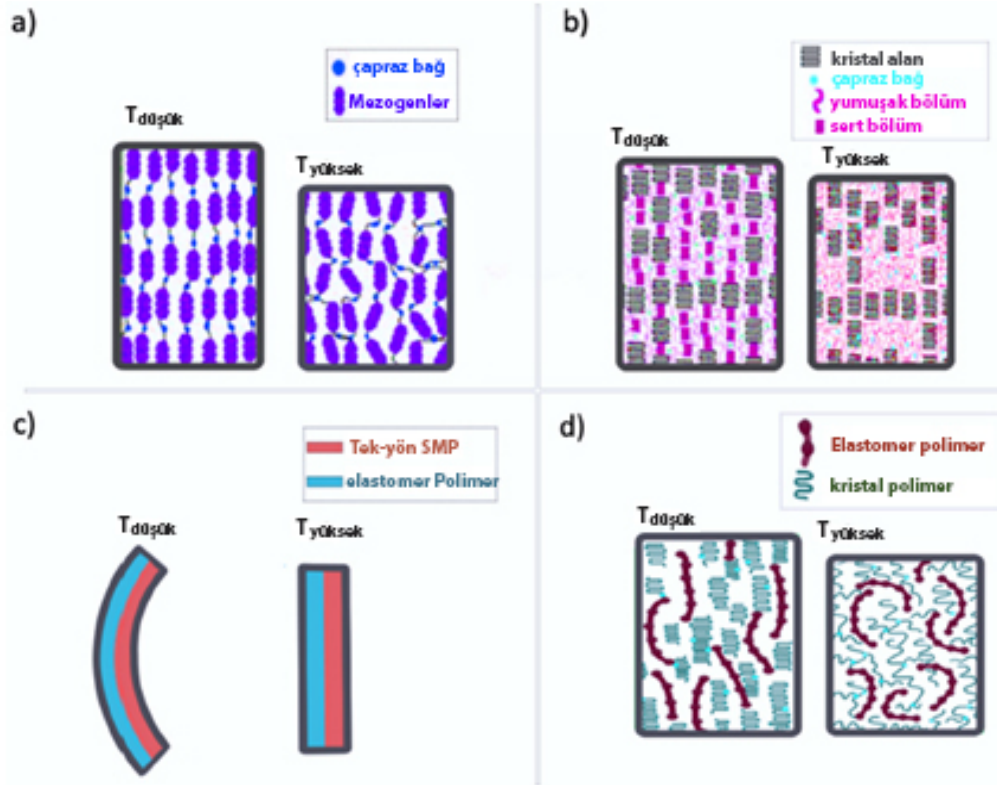 a)
çapraz bağ
Mezogenler
Tdüşük
Tyüksek
b)
kristal alan
çapraz bağ
yumuşak bölüm
sert bölüm
Tdüşük
Tyüksek
c)
Tek-yön SMP
elastomer Polimer
Tdüşük
Tyüksek
d)
Elastomer polimer
kristal polimer
Tdüşük
Tyüksek